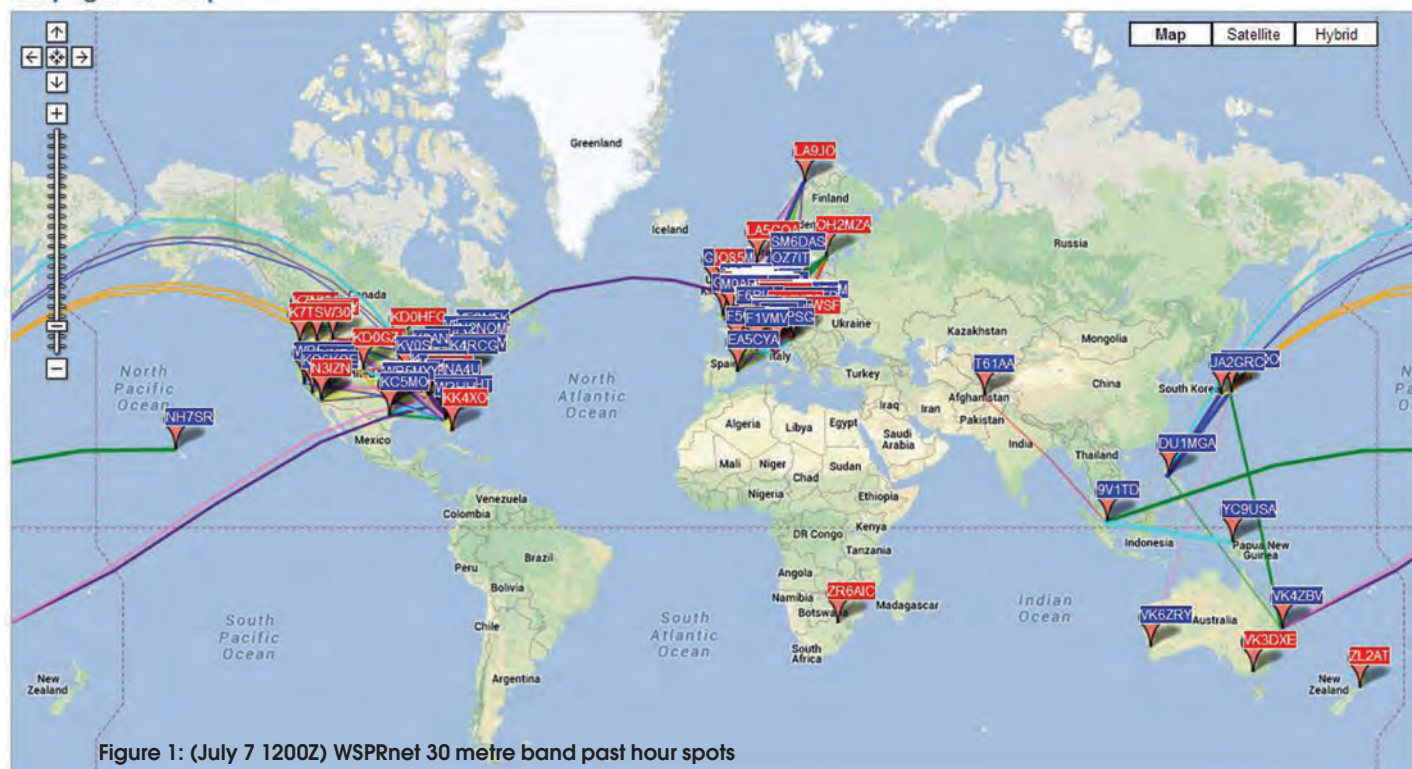 Map
Satellite
Hybrid
Greenland
LA9JO
Finland
Iceland
OH2MZA
SM6DAS
OZ7IT
Russia
Canada
K7TSV/30
KD0HFC
KD0GZ
K4RCG
NA4U
N3IZN
KC5MO
KK4XO
F1VMV
PSG
WSF
Ukraine
EA5CYA
Spain
Italy
Turkey
Kazakhstan
Mongolia
T61AA
Afghanistan
China
South Korea
JA2GRC
North
Pacific
Ocean
North
Atlantic
Ocean
NH7SR
Mexico
Algeria
Libya
Egypt
Iraq
Iran
Pakistan
Saudi
Arabia
India
Thailand
DU1MGA
Mali
Niger
Chad
Sudan
Nigeria
Ethiopia
9V1TD
YC9USA
Venezuela
Colombia
DR Congo
Kenya
Tanzania
Indonesia
Papua New
Guinea
Peru
Brazil
Bolivia
Angola
Namibia
Botswana
ZR6AIC
Madagascar
Indian
Ocean
VK6ZRY
Australia
VK4ZBV
VK3DXE
ZL2AT
South
Pacific
Ocean
Chile
South
Atlantic
Ocean
South
Africa
Argentina
New
Zealand
New
Zealand
Figure 1: (July 7 1200Z) WSPRnet 30 metre band past hour spots